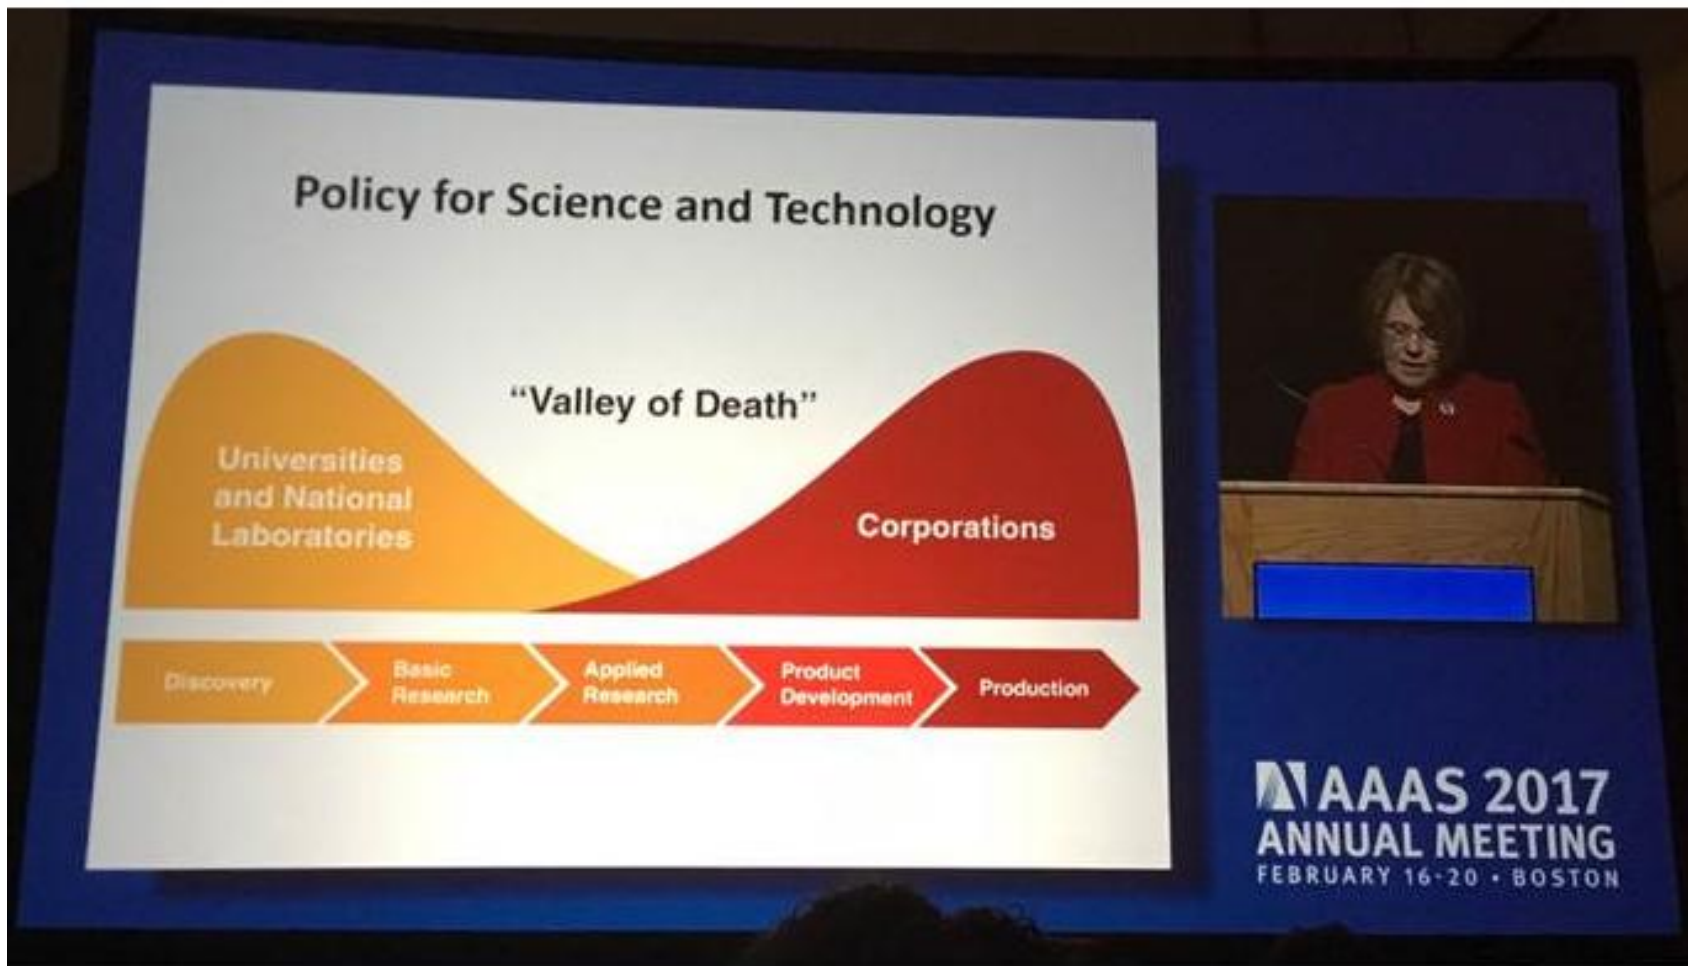 Policy for Science and Technology
“Valley of Death”
Universities
and National
Laboratories
Corporations
Discovery
Basic
Research
Applied
Research
Product
Development
Production
AAAS 2017
ANNUAL MEETING
FEBRUARY 16-20 • BOSTON